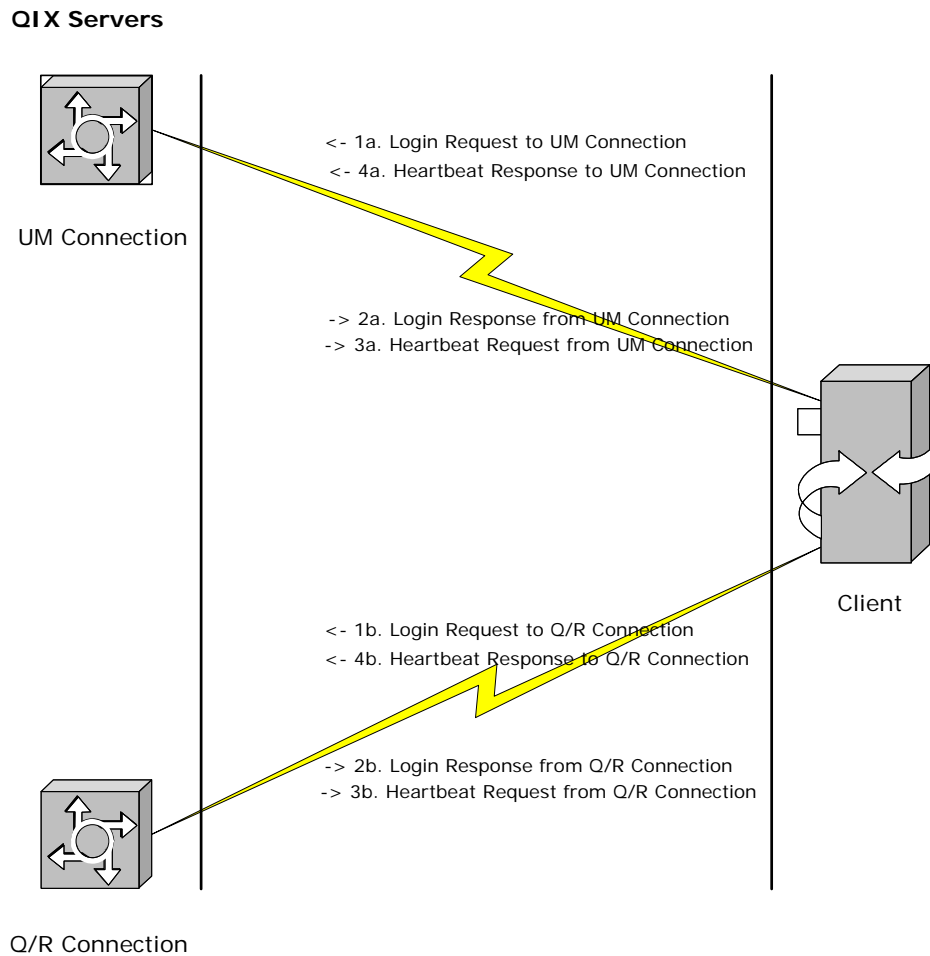 QIX Servers
<- 1a. Login Request to UM Connection
<- 4a. Heartbeat Response to UM Connection
UM Connection
-> 2a. Login Response from UM Connection
-> 3a. Heartbeat Request from UM Connection
Client
<- 1b. Login Request to Q/R Connection
<- 4b. Heartbeat Response to Q/R Connection
-> 2b. Login Response from Q/R Connection
-> 3b. Heartbeat Request from Q/R Connection
Q/R Connection